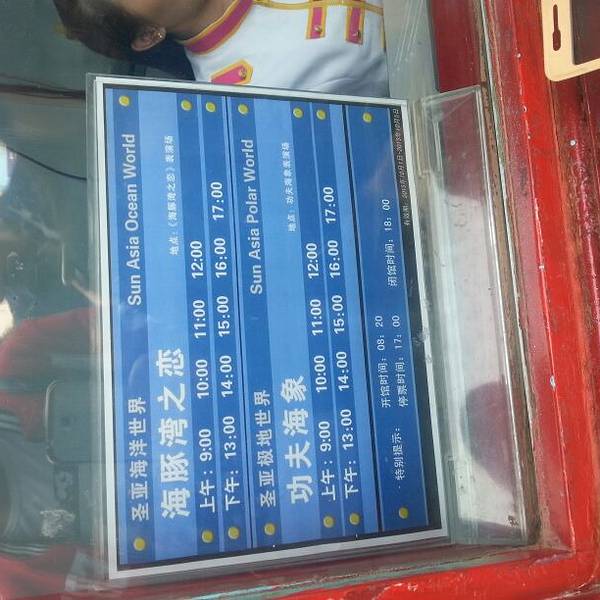 圣亚海洋世界 Sun Asia Ocean World
海豚湾之恋 地点:《海豚湾之恋》表演场
上午: 9:00 10:00 11:00 12:00
下午: 13:00 14:00 15:00 16:00 17:00
圣亚极地世界 Sun Asia Polar World
功夫海象 地点: 功夫海象表演场
上午: 9:00 10:00 11:00 12:00
下午: 13:00 14:00 15:00 16:00 17:00
·特别提示: 开馆时间: 08: 20 闭馆时间: 18: 00
停票时间: 17: 00